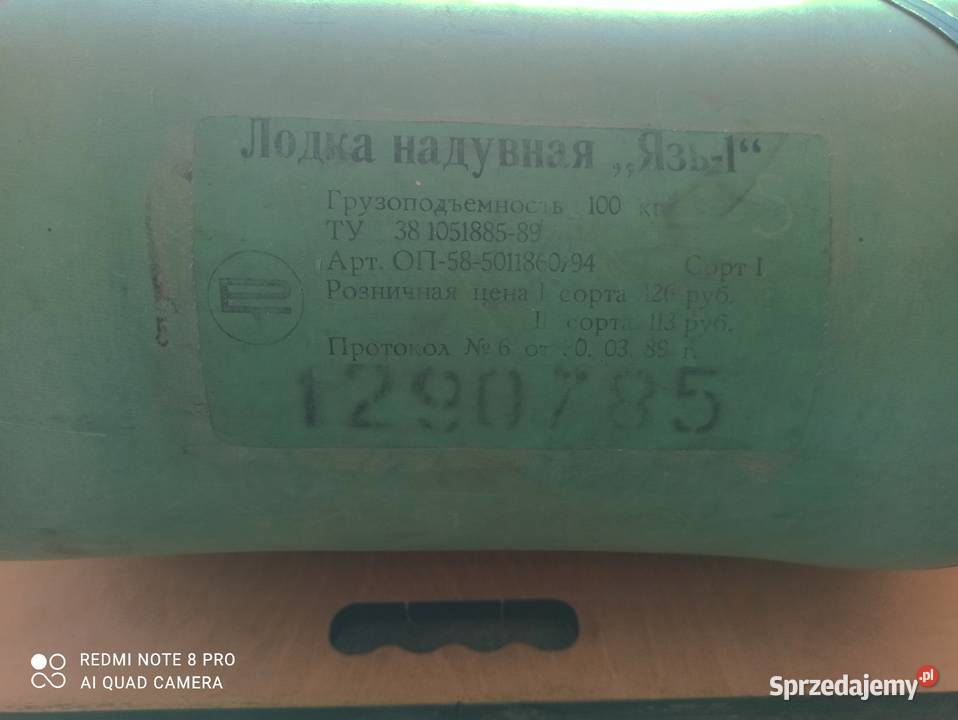 Лодка надувная „Язь-1“
Грузоподъемность 100 кг
ТУ 38 1051885-89
Арт. ОП-58-5011860/94 Сорт I
Розничная цена I сорта 126 руб.
II сорта 113 руб.
Протокол № 6 от 03 89 г.
1290785
REDMI NOTE 8 PRO
AI QUAD CAMERA
Sprzedajemy.pl